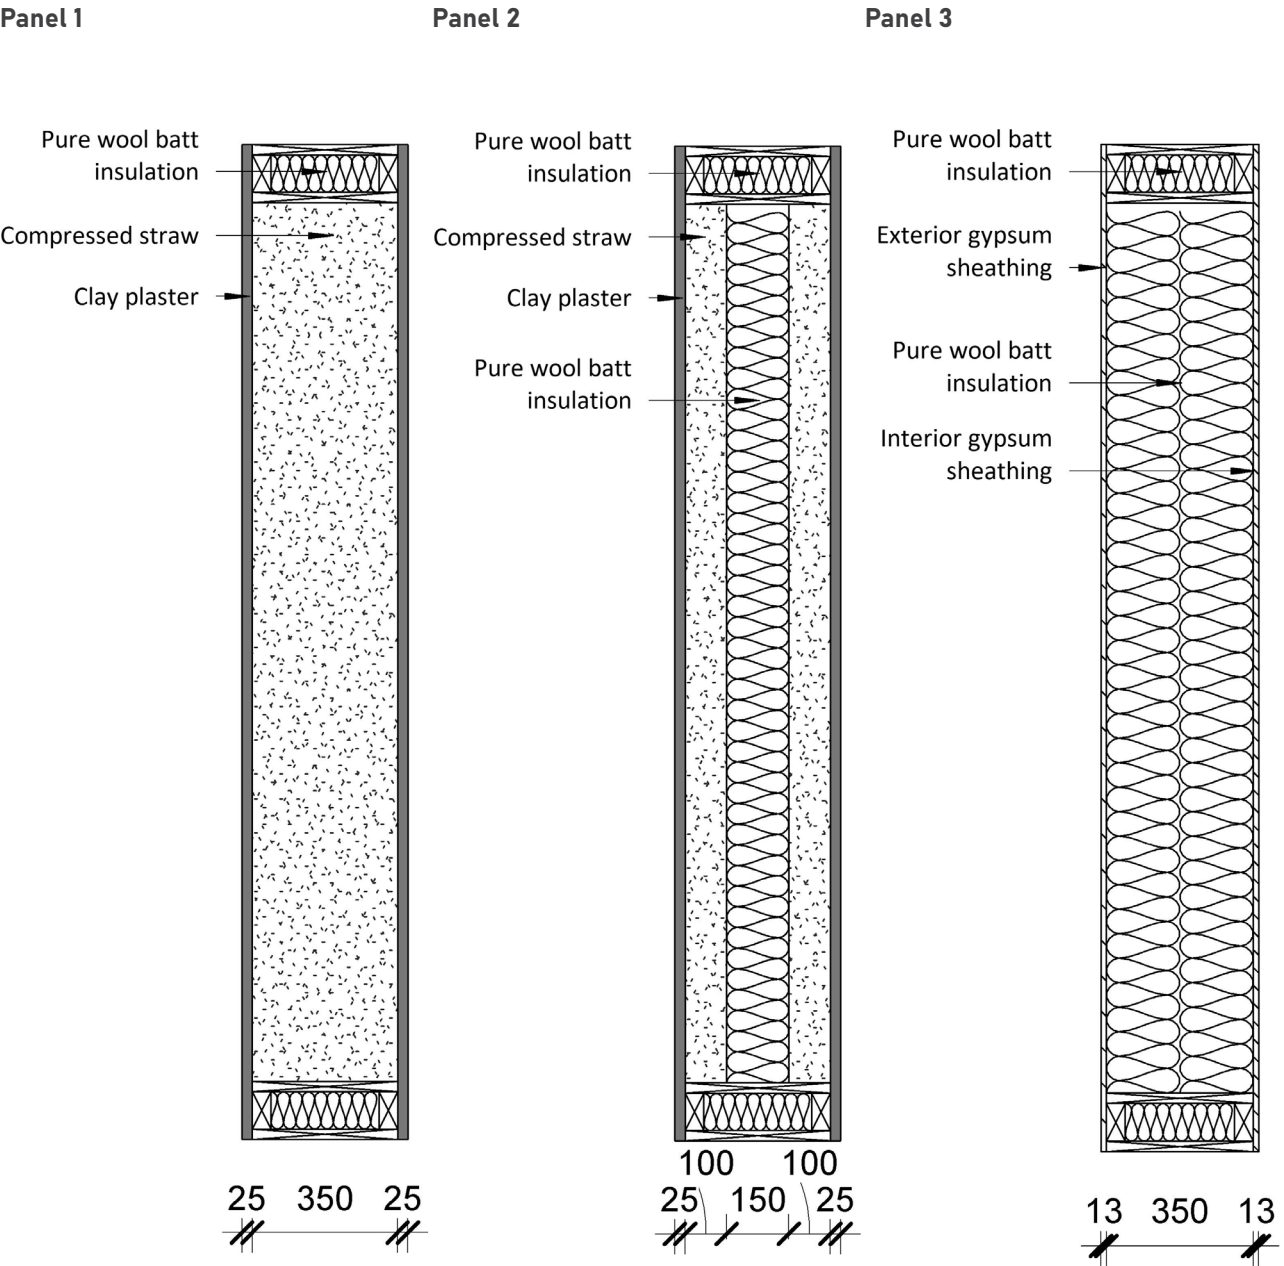 Panel 1
Pure wool batt
insulation
Compressed straw
Clay plaster
25 350 25
Panel 2
Pure wool batt
insulation
Compressed straw
Clay plaster
Pure wool batt
insulation
100 100
25 150 25
Panel 3
Pure wool batt
insulation
Exterior gypsum
sheathing
Pure wool batt
insulation
Interior gypsum
sheathing
13 350 13